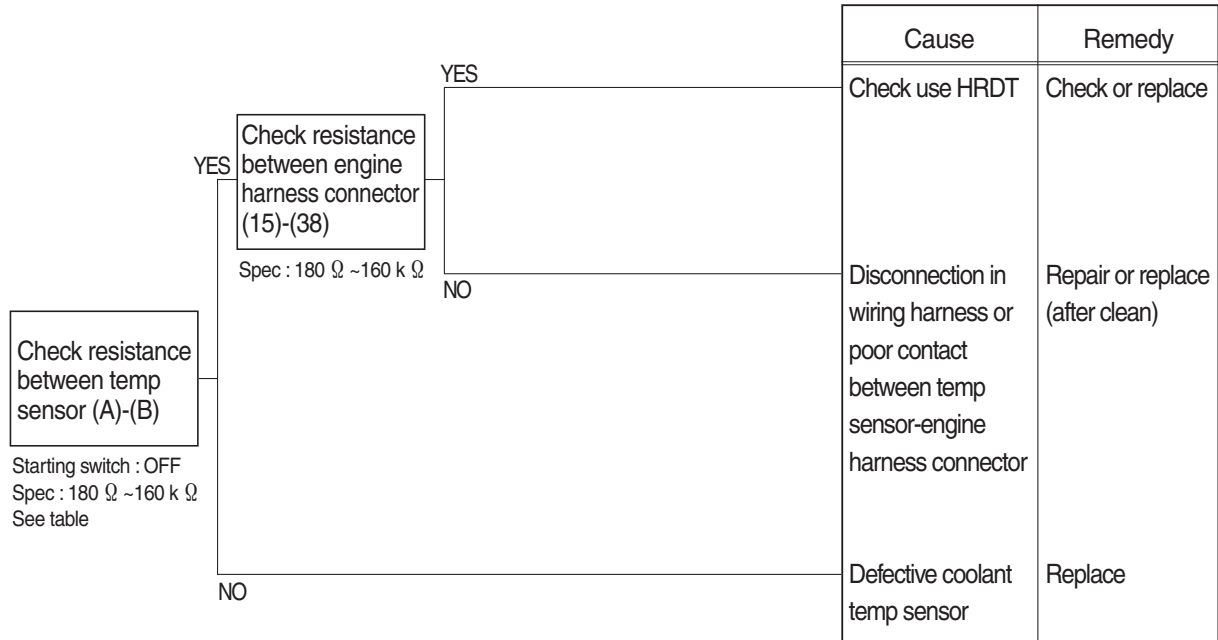 Cause
Remedy
YES
Check use HRDT
Check or replace
Check resistance
between engine
harness connector
(15)-(38)
YES
Spec : 180 Ω ~160 k Ω
NO
Disconnection in
wiring harness or
poor contact
between temp
sensor-engine
harness connector
Repair or replace
(after clean)
Check resistance
between temp
sensor (A)-(B)
Starting switch : OFF
Spec : 180 Ω ~160 k Ω
See table
NO
Defective coolant
temp sensor
Replace